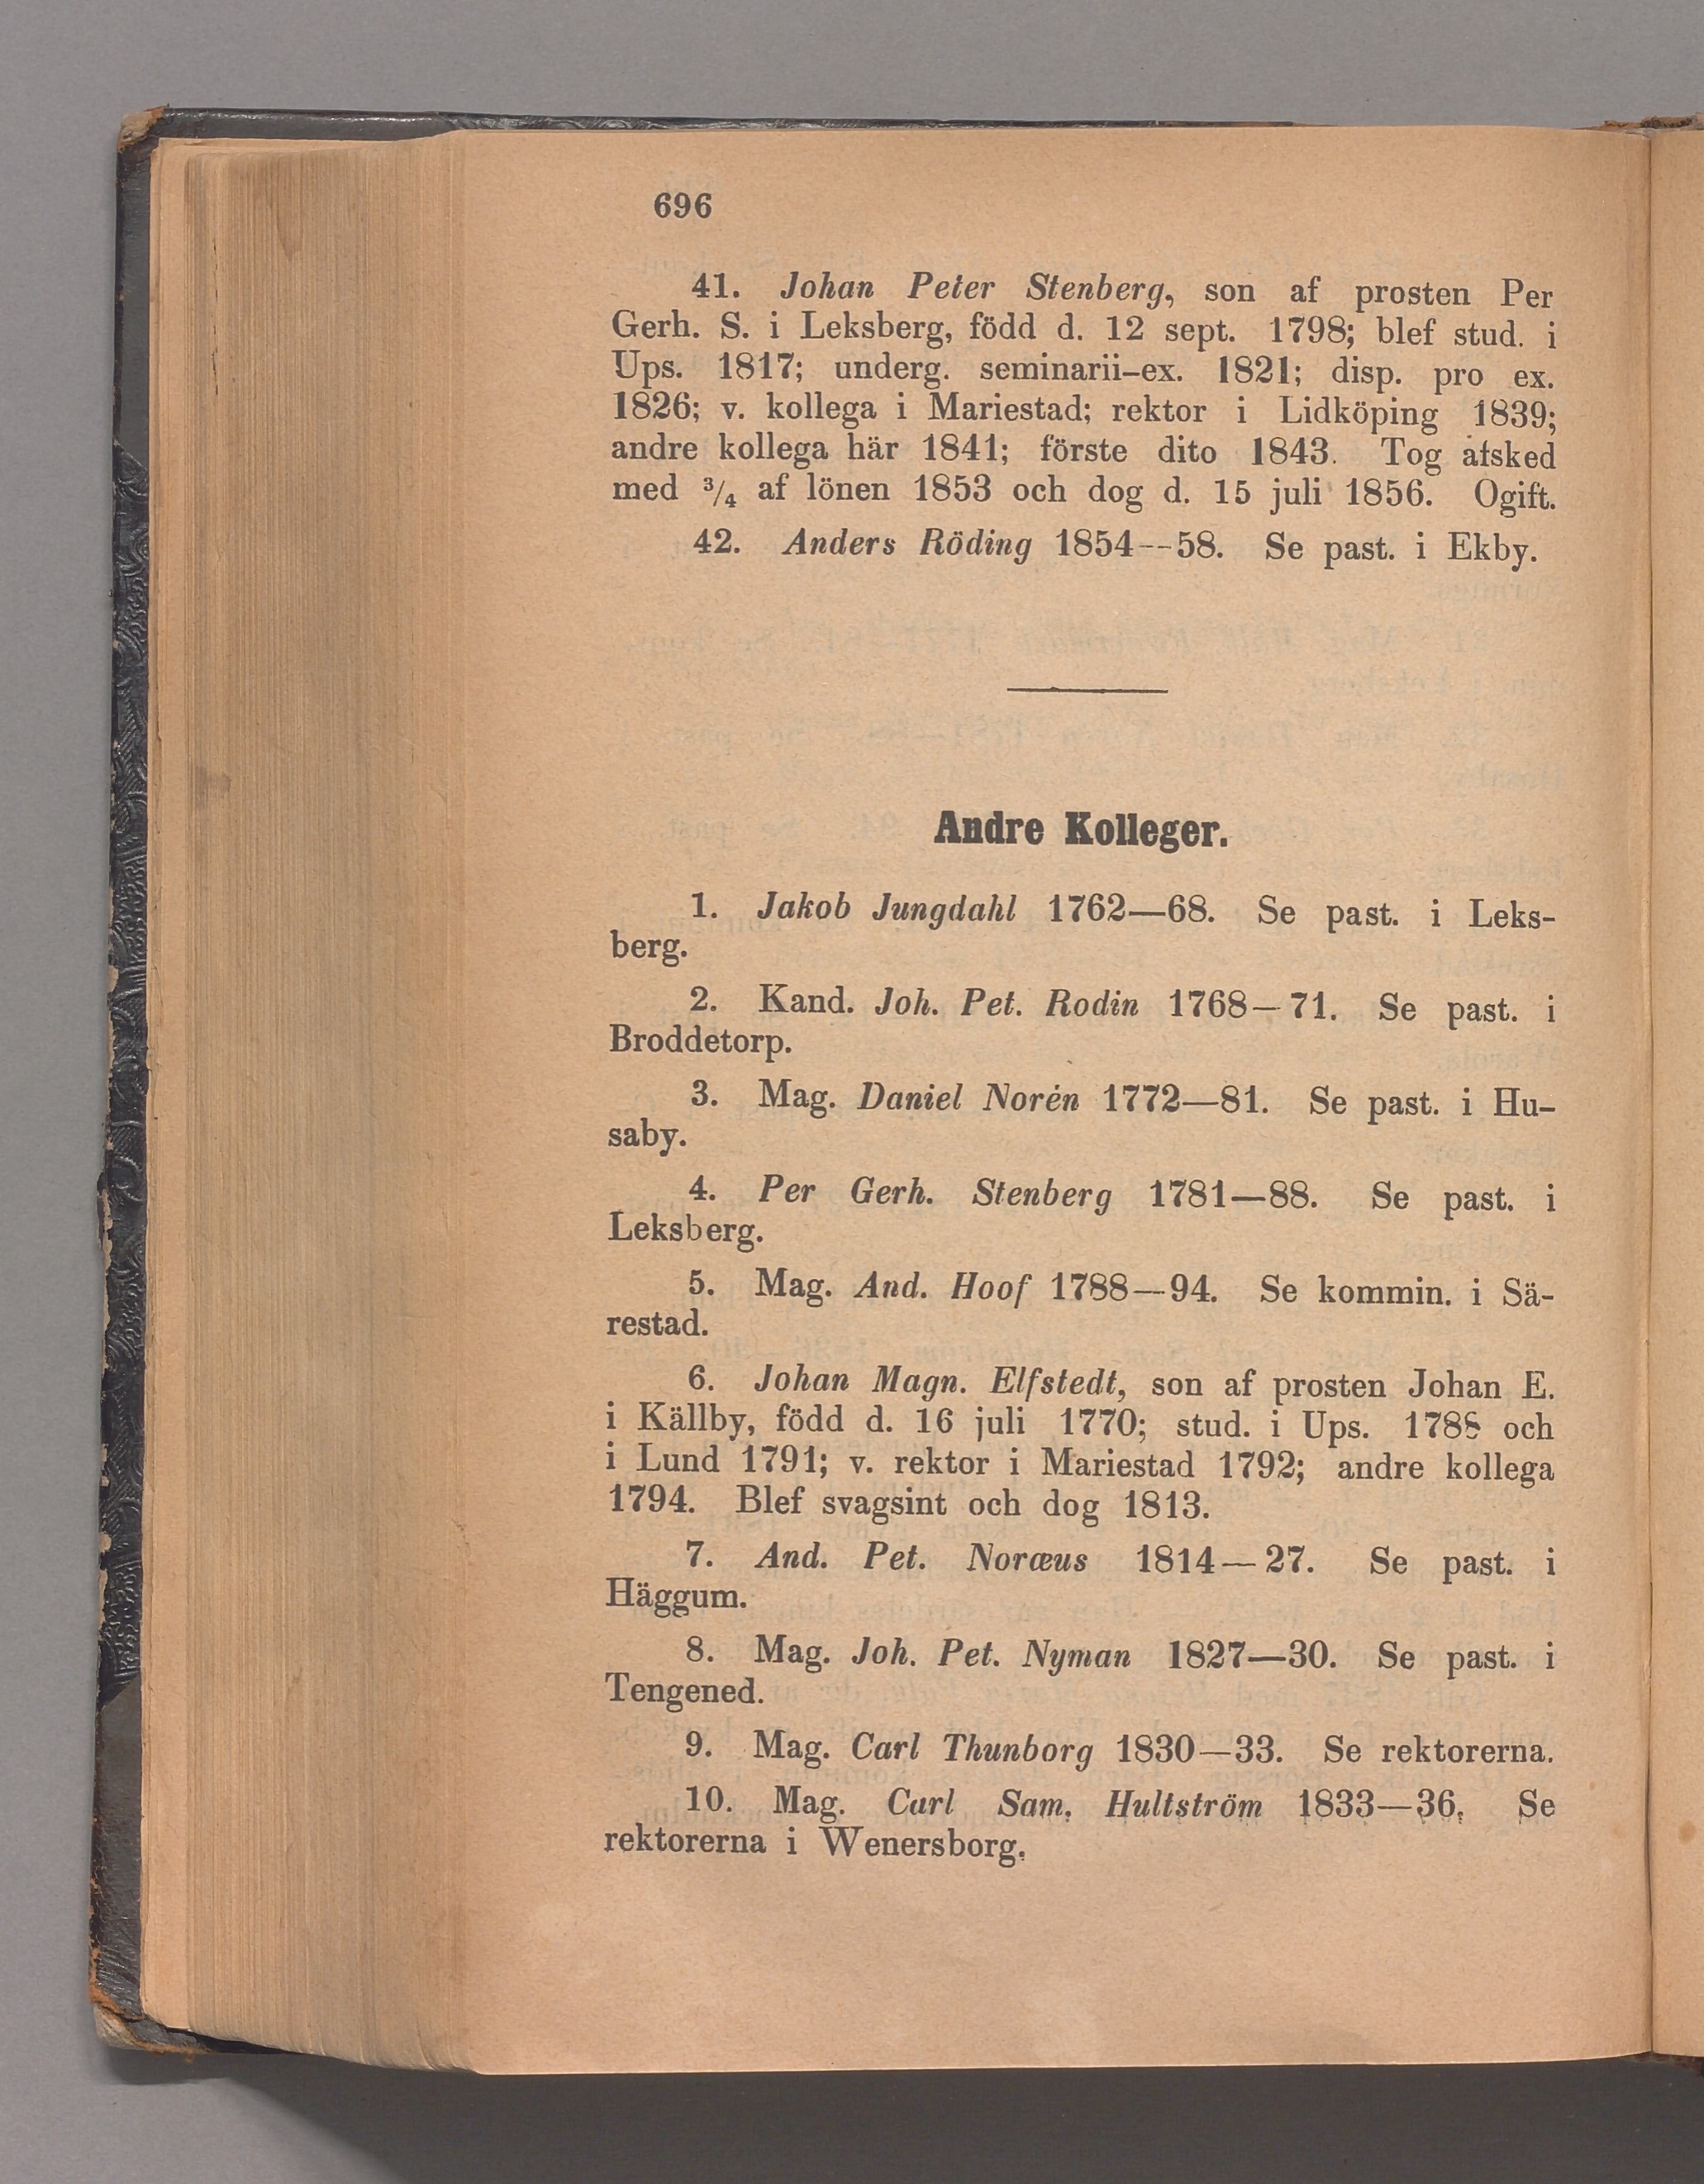 696
41. Johan Peter Stenberg, son af prosten Per
Gerh. S. i Leksberg, född d. 12 sept. 1798; blef stud. i
Ups. 1817; underg. seminarii-ex. 1821; disp. pro ex.
1826; v. kollega i Mariestad; rektor i Lidköping 1839;
andre kollega här 1841; förste dito 1843. Tog afsked
med ³/₄ af lönen 1853 och dog d. 15 juli 1856. Ogift.
42. Anders Röding 1854--58. Se past. i Ekby.
Andre Kolleger.
1. Jakob Jungdahl 1762—68. Se past. i Leks-
berg.
2. Kand. Joh. Pet. Rodin 1768—71. Se past. i
Broddetorp.
3. Mag. Daniel Norén 1772—81. Se past. i Hu-
saby.
4. Per Gerh. Stenberg 1781—88. Se past. i
Leksberg.
5. Mag. And. Hoof 1788—94. Se kommin. i Sä-
restad.
6. Johan Magn. Elfstedt, son af prosten Johan E.
i Källby, född d. 16 juli 1770; stud. i Ups. 1788 och
i Lund 1791; v. rektor i Mariestad 1792; andre kollega
1794. Blef svagsint och dog 1813.
7. And. Pet. Noræus 1814—27. Se past. i
Häggum.
8. Mag. Joh. Pet. Nyman 1827—30. Se past. i
Tengened.
9. Mag. Carl Thunborg 1830—33. Se rektorerna.
10. Mag. Carl Sam. Hultström 1833—36. Se
rektorerna i Wenersborg.